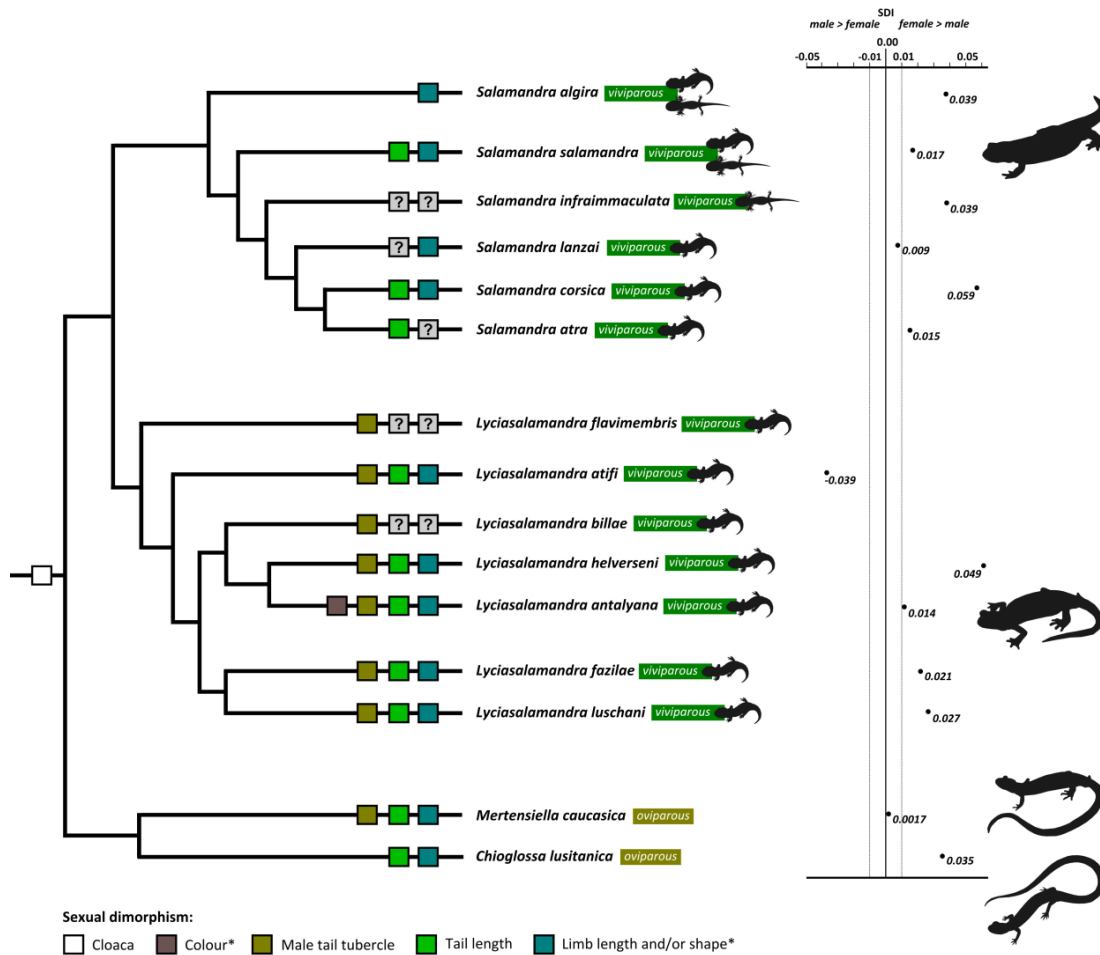 SDI
male > female female > male
0.00
-0.05 -0.01 0.01 0.05
Salamandra algira viviparous 0.039
Salamandra salamandra viviparous 0.017
? ? Salamandra infraimmaculata viviparous 0.039
? Salamandra lanzai viviparous 0.009
Salamandra corsica viviparous 0.059
? Salamandra atra viviparous 0.015
? ? Lyciasalamandra flavimembris viviparous
Lyciasalamandra atifi viviparous -0.039
? ? Lyciasalamandra billae viviparous
Lyciasalamandra helverseni viviparous 0.049
Lyciasalamandra antalyana viviparous 0.014
Lyciasalamandra fazilae viviparous 0.021
Lyciasalamandra luschani viviparous 0.027
Mertensiella caucasica oviparous 0.0017
Chioglossa lusitanica oviparous 0.035
Sexual dimorphism:
Cloaca Colour* Male tail tubercle Tail length Limb length and/or shape*